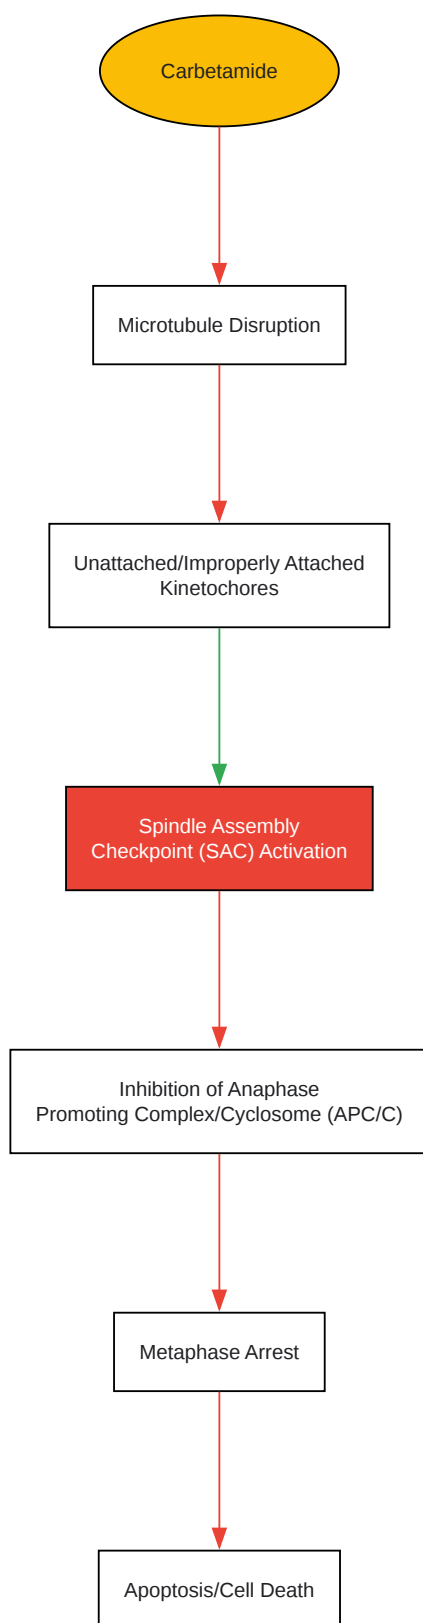 Carbetamide
Microtubule Disruption
Unattached/Improperly Attached
Kinetochores
Spindle Assembly
Checkpoint (SAC) Activation
Inhibition of Anaphase
Promoting Complex/Cyclosome (APC/C)
Metaphase Arrest
Apoptosis/Cell Death